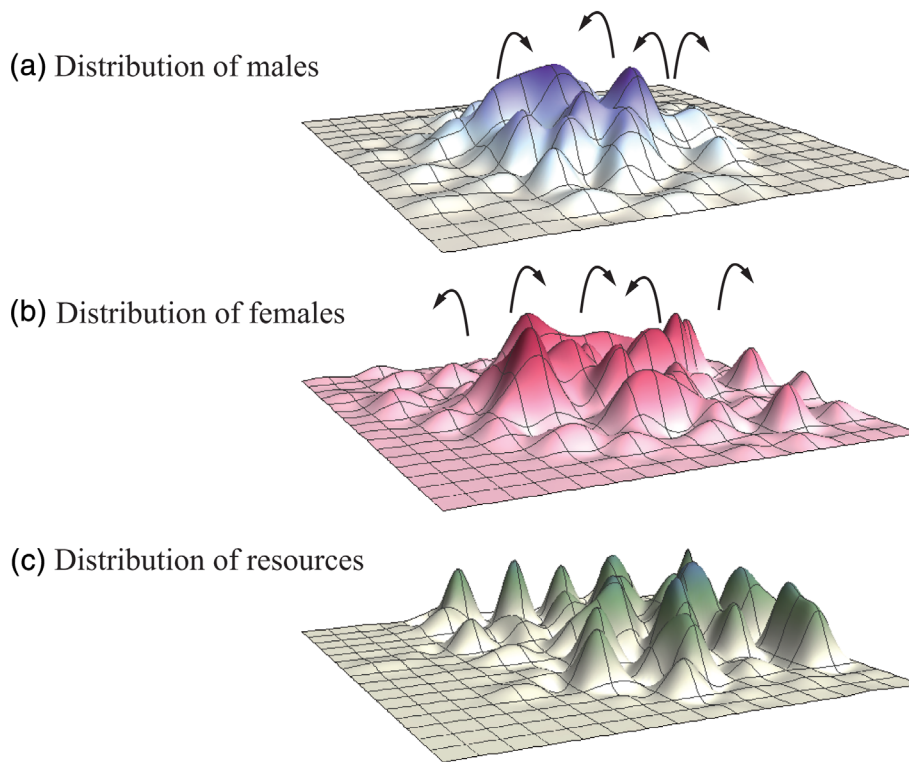 (a) Distribution of males
(b) Distribution of females
(c) Distribution of resources